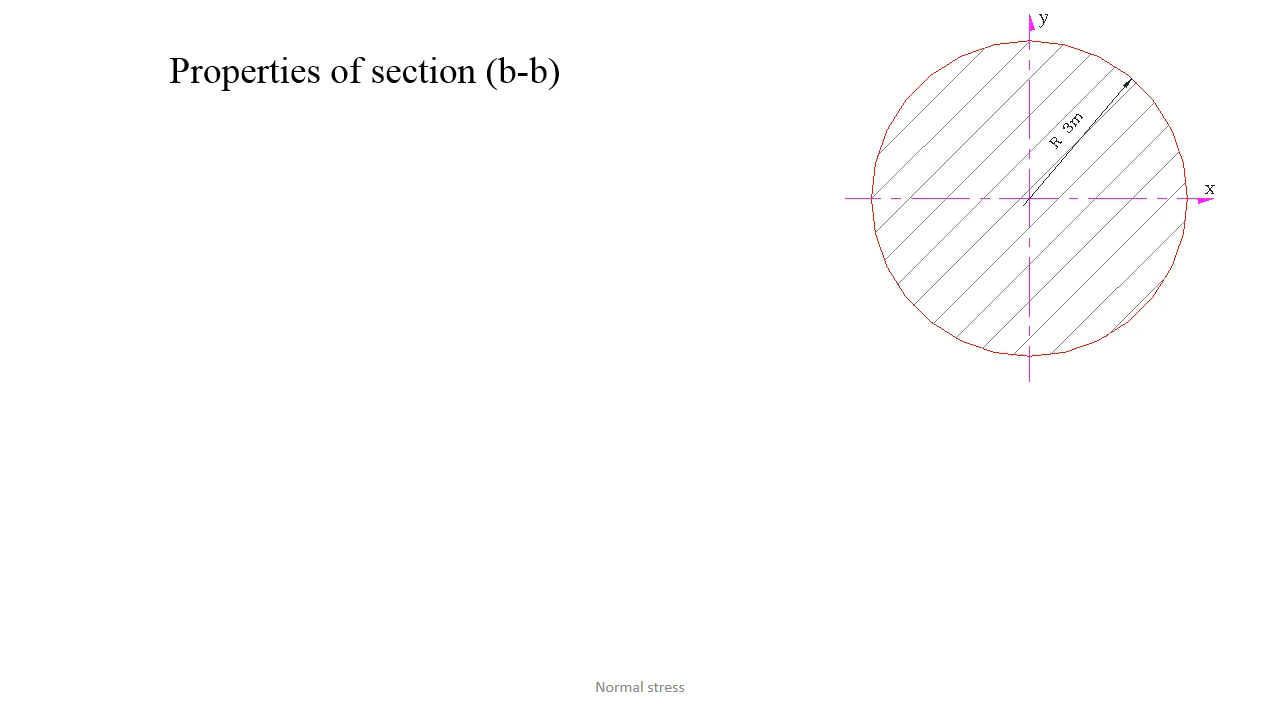 Properties of section (b-b)
y
R 3m
x
Normal stress